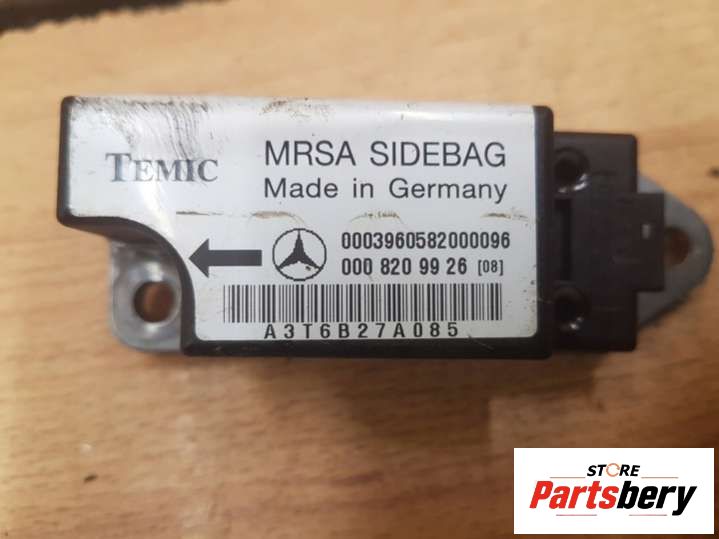 TEMIC
MRSA SIDEBAG
Made in Germany
0003960582000096
000 820 99 26 [08]
A3T6B27A085
STORE
Partsbery